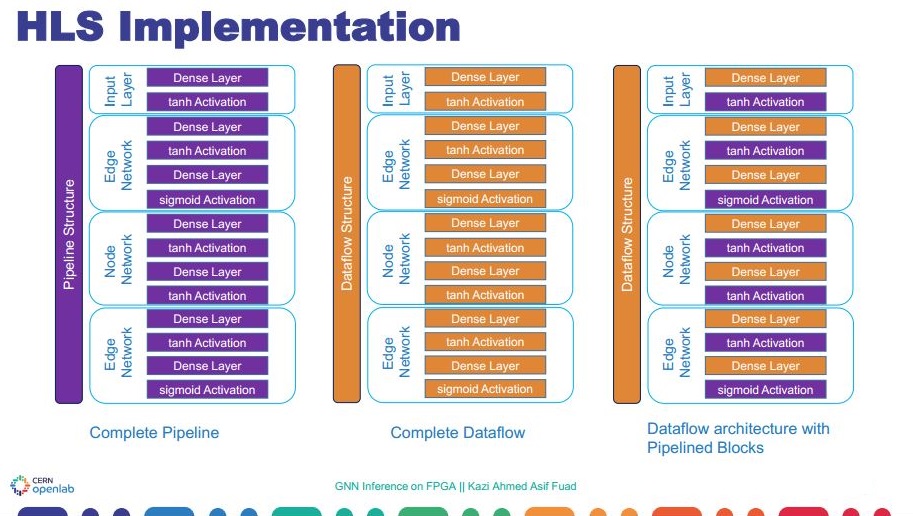 HLS Implementation
Pipeline Structure
Input
Layer
Dense Layer
tanh Activation
Edge
Network
Dense Layer
tanh Activation
Dense Layer
sigmoid Activation
Node
Network
Dense Layer
tanh Activation
Dense Layer
tanh Activation
Edge
Network
Dense Layer
tanh Activation
Dense Layer
sigmoid Activation
Complete Pipeline
Dataflow Structure
Input
Layer
Dense Layer
tanh Activation
Edge
Network
Dense Layer
tanh Activation
Dense Layer
sigmoid Activation
Node
Network
Dense Layer
tanh Activation
Dense Layer
tanh Activation
Edge
Network
Dense Layer
tanh Activation
Dense Layer
sigmoid Activation
Complete Dataflow
Dataflow Structure
Input
Layer
Dense Layer
tanh Activation
Edge
Network
Dense Layer
tanh Activation
Dense Layer
sigmoid Activation
Node
Network
Dense Layer
tanh Activation
Dense Layer
tanh Activation
Edge
Network
Dense Layer
tanh Activation
Dense Layer
sigmoid Activation
Dataflow architecture with
Pipelined Blocks
CERN
openlab
GNN Inference on FPGA || Kazi Ahmed Asif Fuad